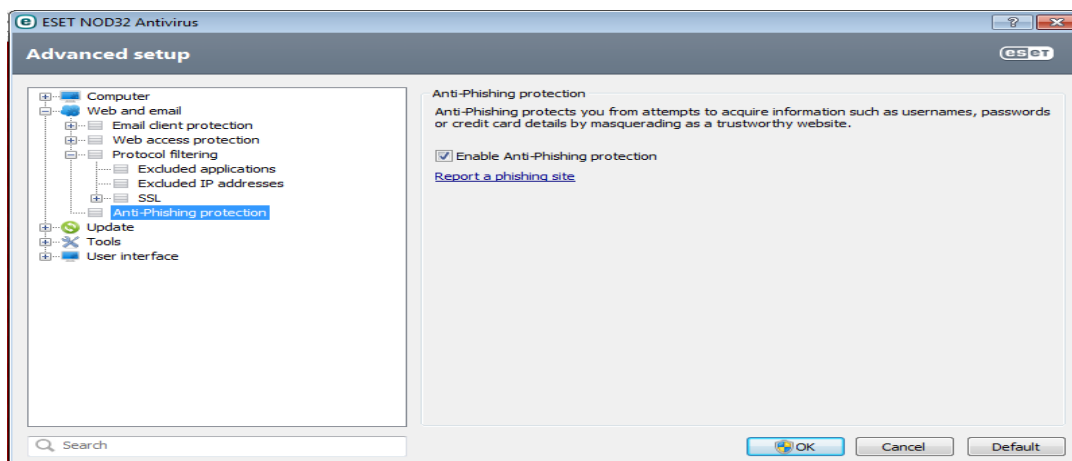 ESET NOD32 Antivirus
Advanced setup
eset
Computer
Web and email
Email client protection
Web access protection
Protocol filtering
Excluded applications
Excluded IP addresses
SSL
Anti-Phishing protection
Update
Tools
User interface
Anti-Phishing protection
Anti-Phishing protects you from attempts to acquire information such as usernames, passwords
or credit card details by masquerading as a trustworthy website.
Enable Anti-Phishing protection
Report a phishing site
Search
OK
Cancel
Default